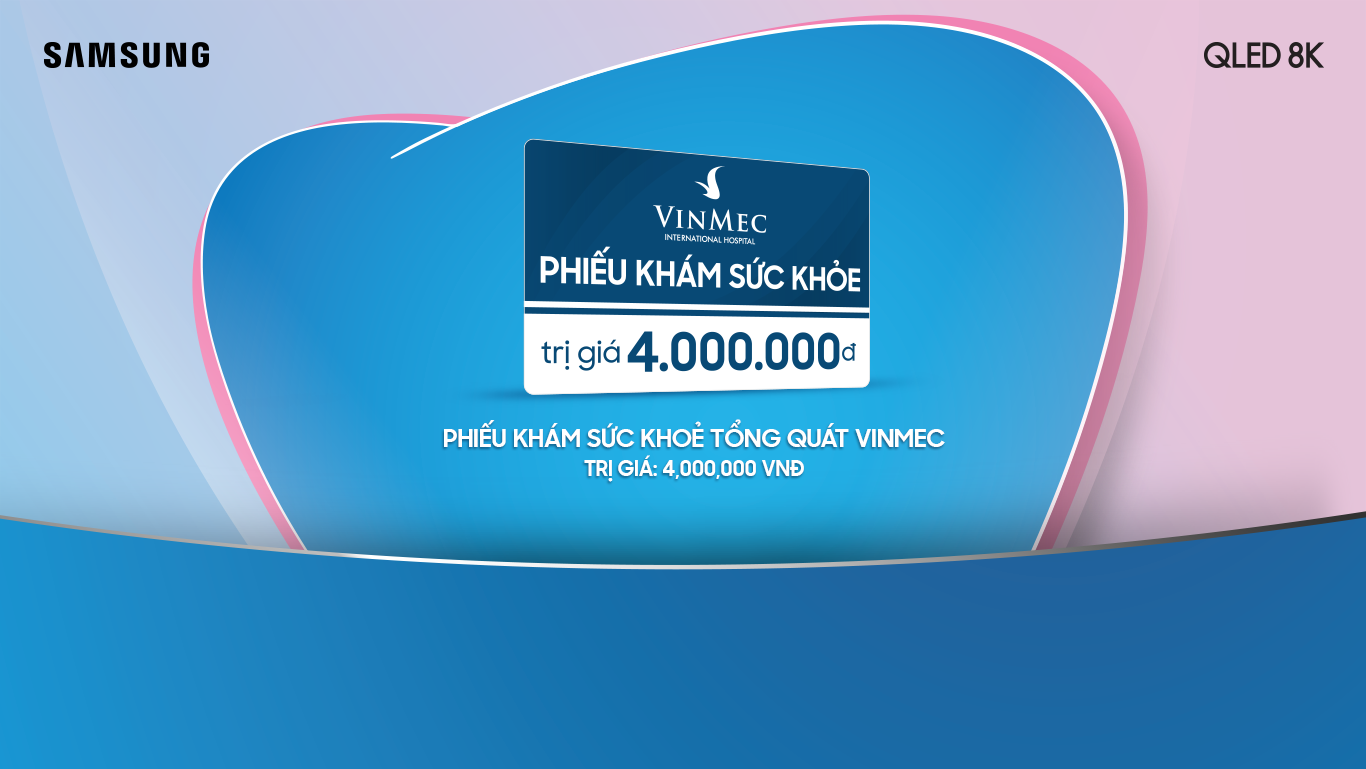 SAMSUNG
QLED 8K
VINMEC
INTERNATIONAL HOSPITAL
PHIẾU KHÁM SỨC KHỎE
trị giá 4.000.000đ
PHIẾU KHÁM SỨC KHOẺ TỔNG QUÁT VINMEC
TRỊ GIÁ: 4,000,000 VNĐ